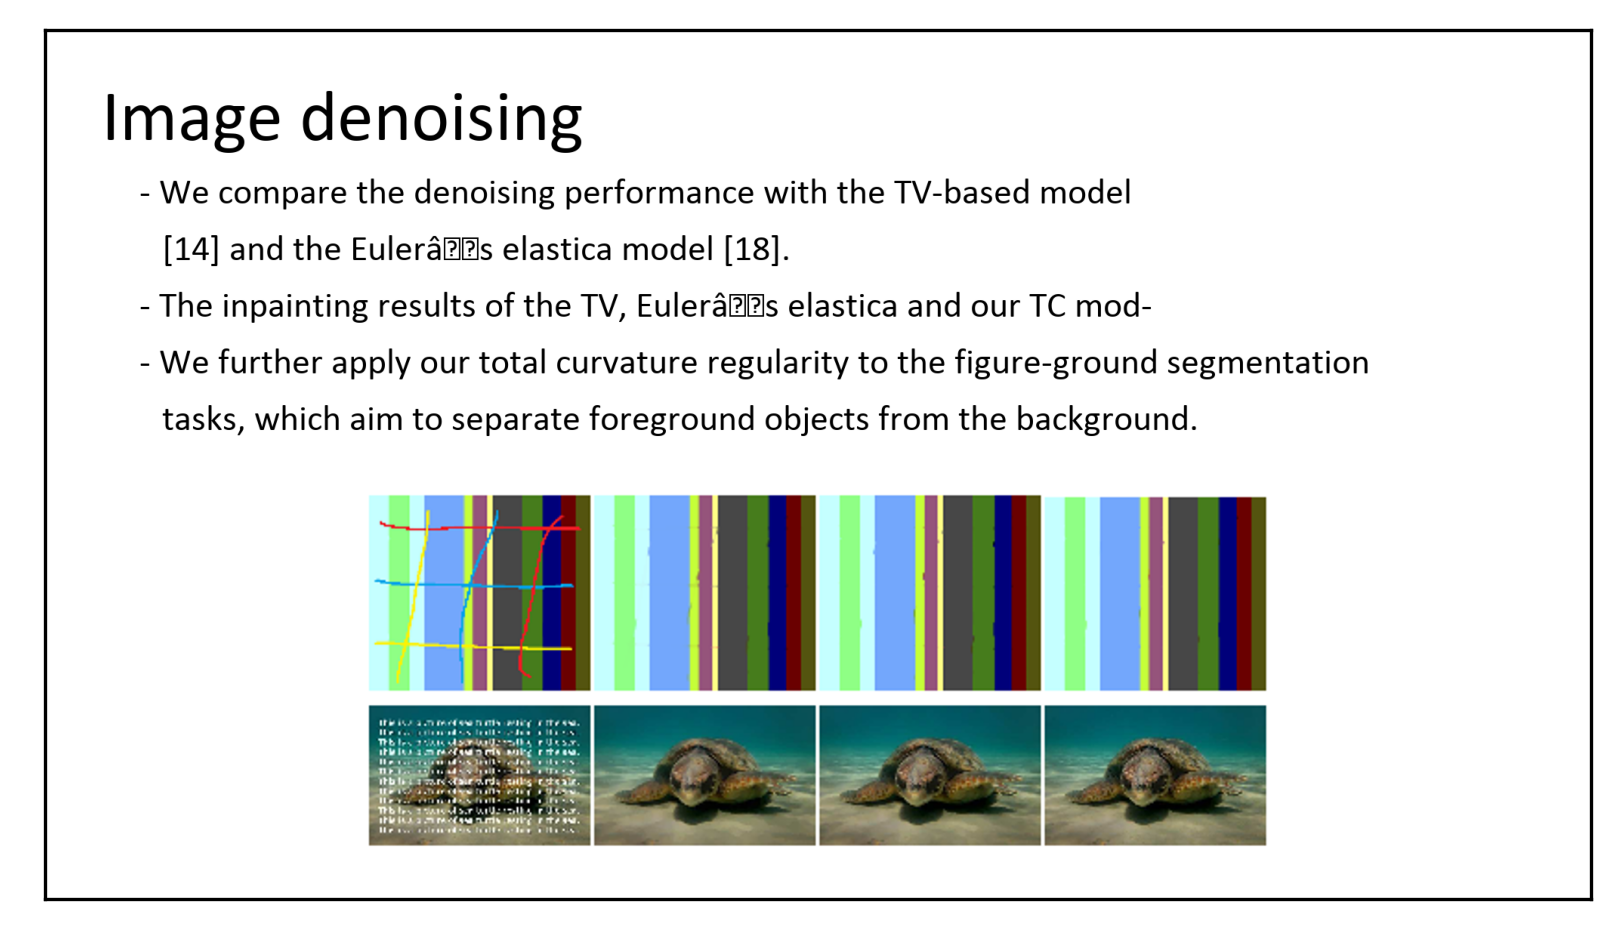 Image denoising
- We compare the denoising performance with the TV-based model
[14] and the Eulerâ��s elastica model [18].
- The inpainting results of the TV, Eulerâ��s elastica and our TC mod-
- We further apply our total curvature regularity to the figure-ground segmentation
tasks, which aim to separate foreground objects from the background.